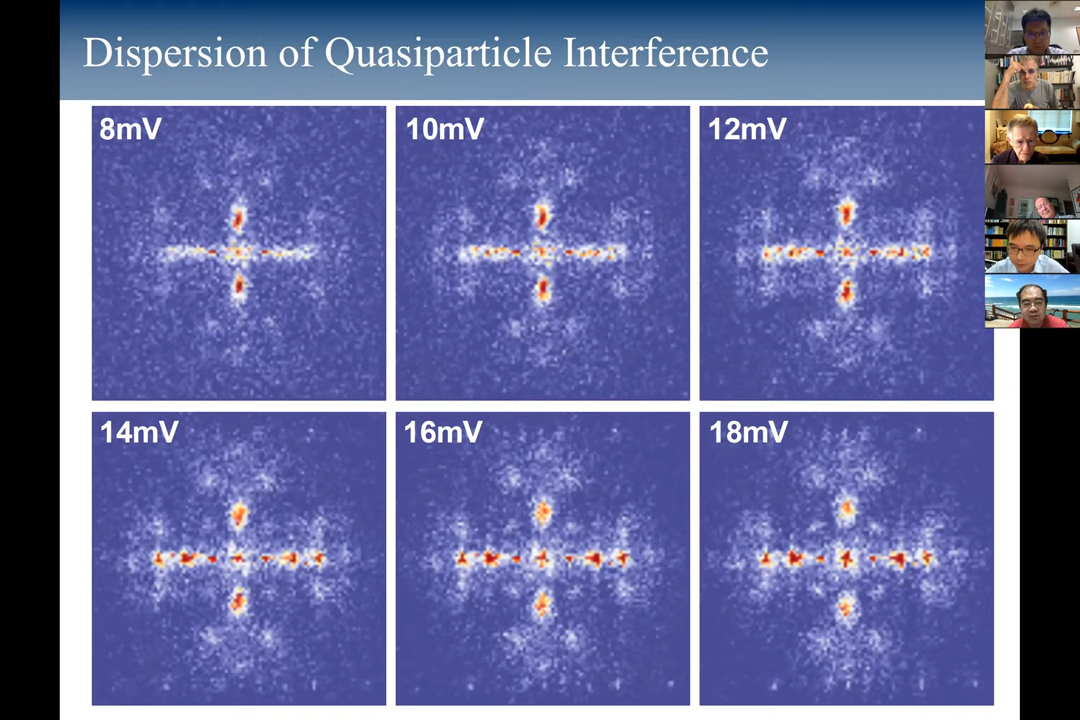 Dispersion of Quasiparticle Interference
8mV
10mV
12mV
14mV
16mV
18mV